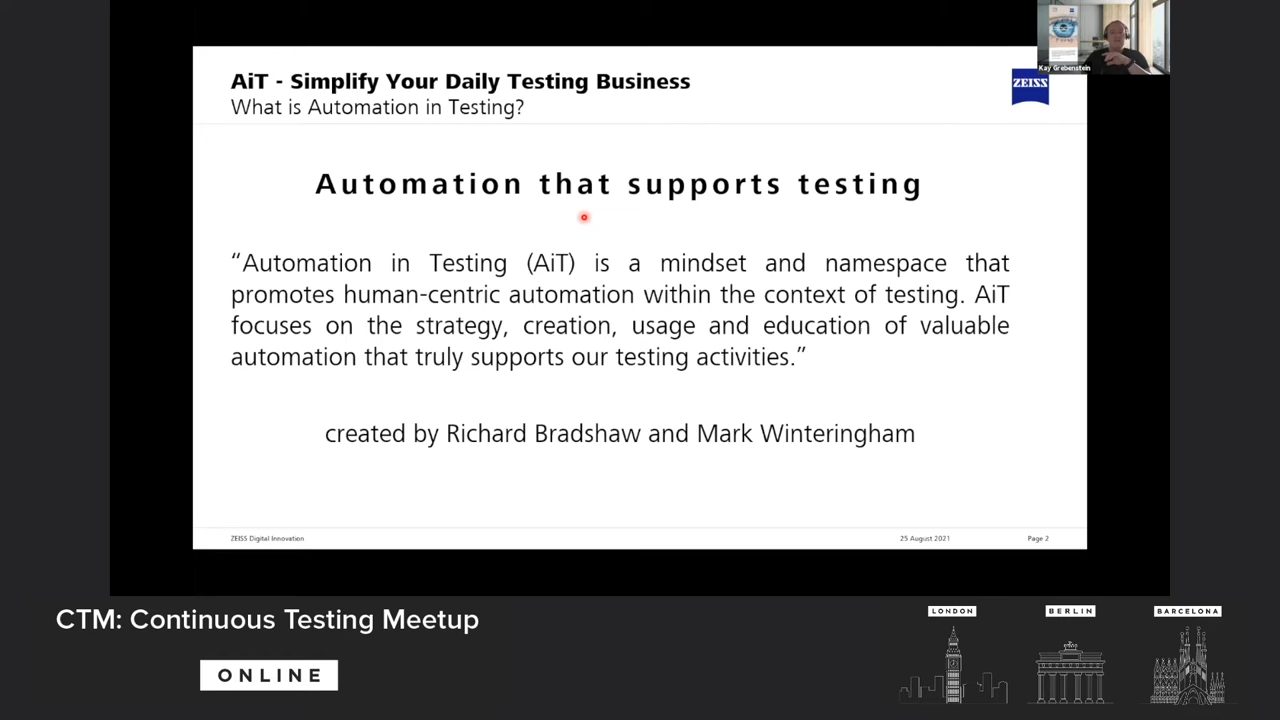 AiT - Simplify Your Daily Testing Business
What is Automation in Testing?
ZEISS
Kay Grebenstein
Automation that supports testing
“Automation in Testing (AiT) is a mindset and namespace that
promotes human-centric automation within the context of testing. AiT
focuses on the strategy, creation, usage and education of valuable
automation that truly supports our testing activities.”
created by Richard Bradshaw and Mark Winteringham
ZEISS Digital Innovation
25 August 2021
Page 2
CTM: Continuous Testing Meetup
ONLINE
LONDON
BERLIN
BARCELONA